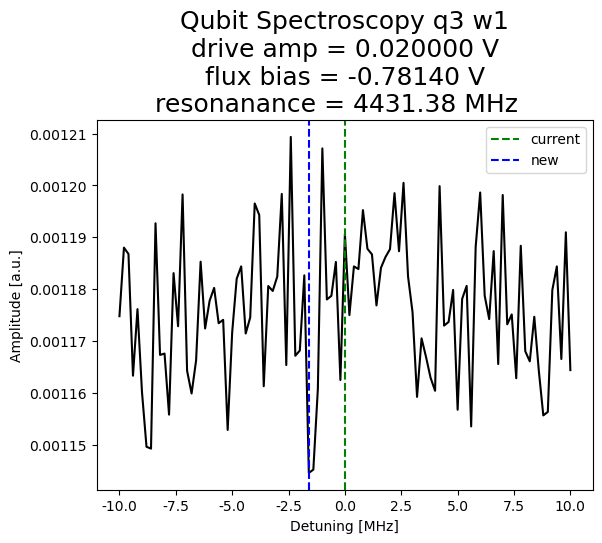 Qubit Spectroscopy q3 w1
drive amp = 0.020000 V
flux bias = -0.78140 V
resonanance = 4431.38 MHz
current
new
0.00121
0.00120
0.00119
0.00118
0.00117
0.00116
0.00115
Amplitude [a.u.]
-10.0
-7.5
-5.0
-2.5
0.0
2.5
5.0
7.5
10.0
Detuning [MHz]